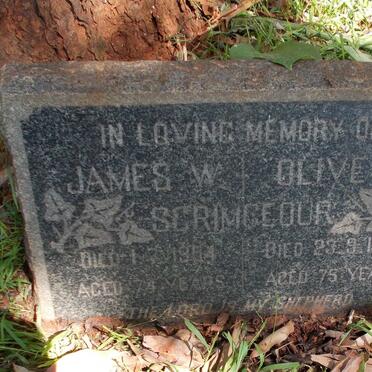 IN LOVING MEMORY O
JAMES W. OLIVE
SCRIMGEOUR
DIED 1964 DIED 23.9.1
AGED 74 YEARS AGED 75 YEA
THE LORD IS MY SHEPHERD